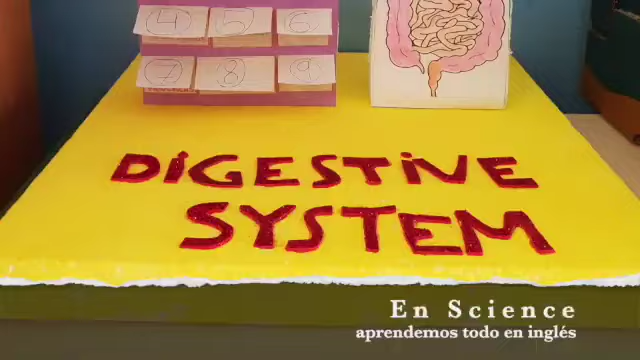 4 5 6
7 8 9
DiGESTiVE
SYSTEM
En Science
aprendemos todo en inglés